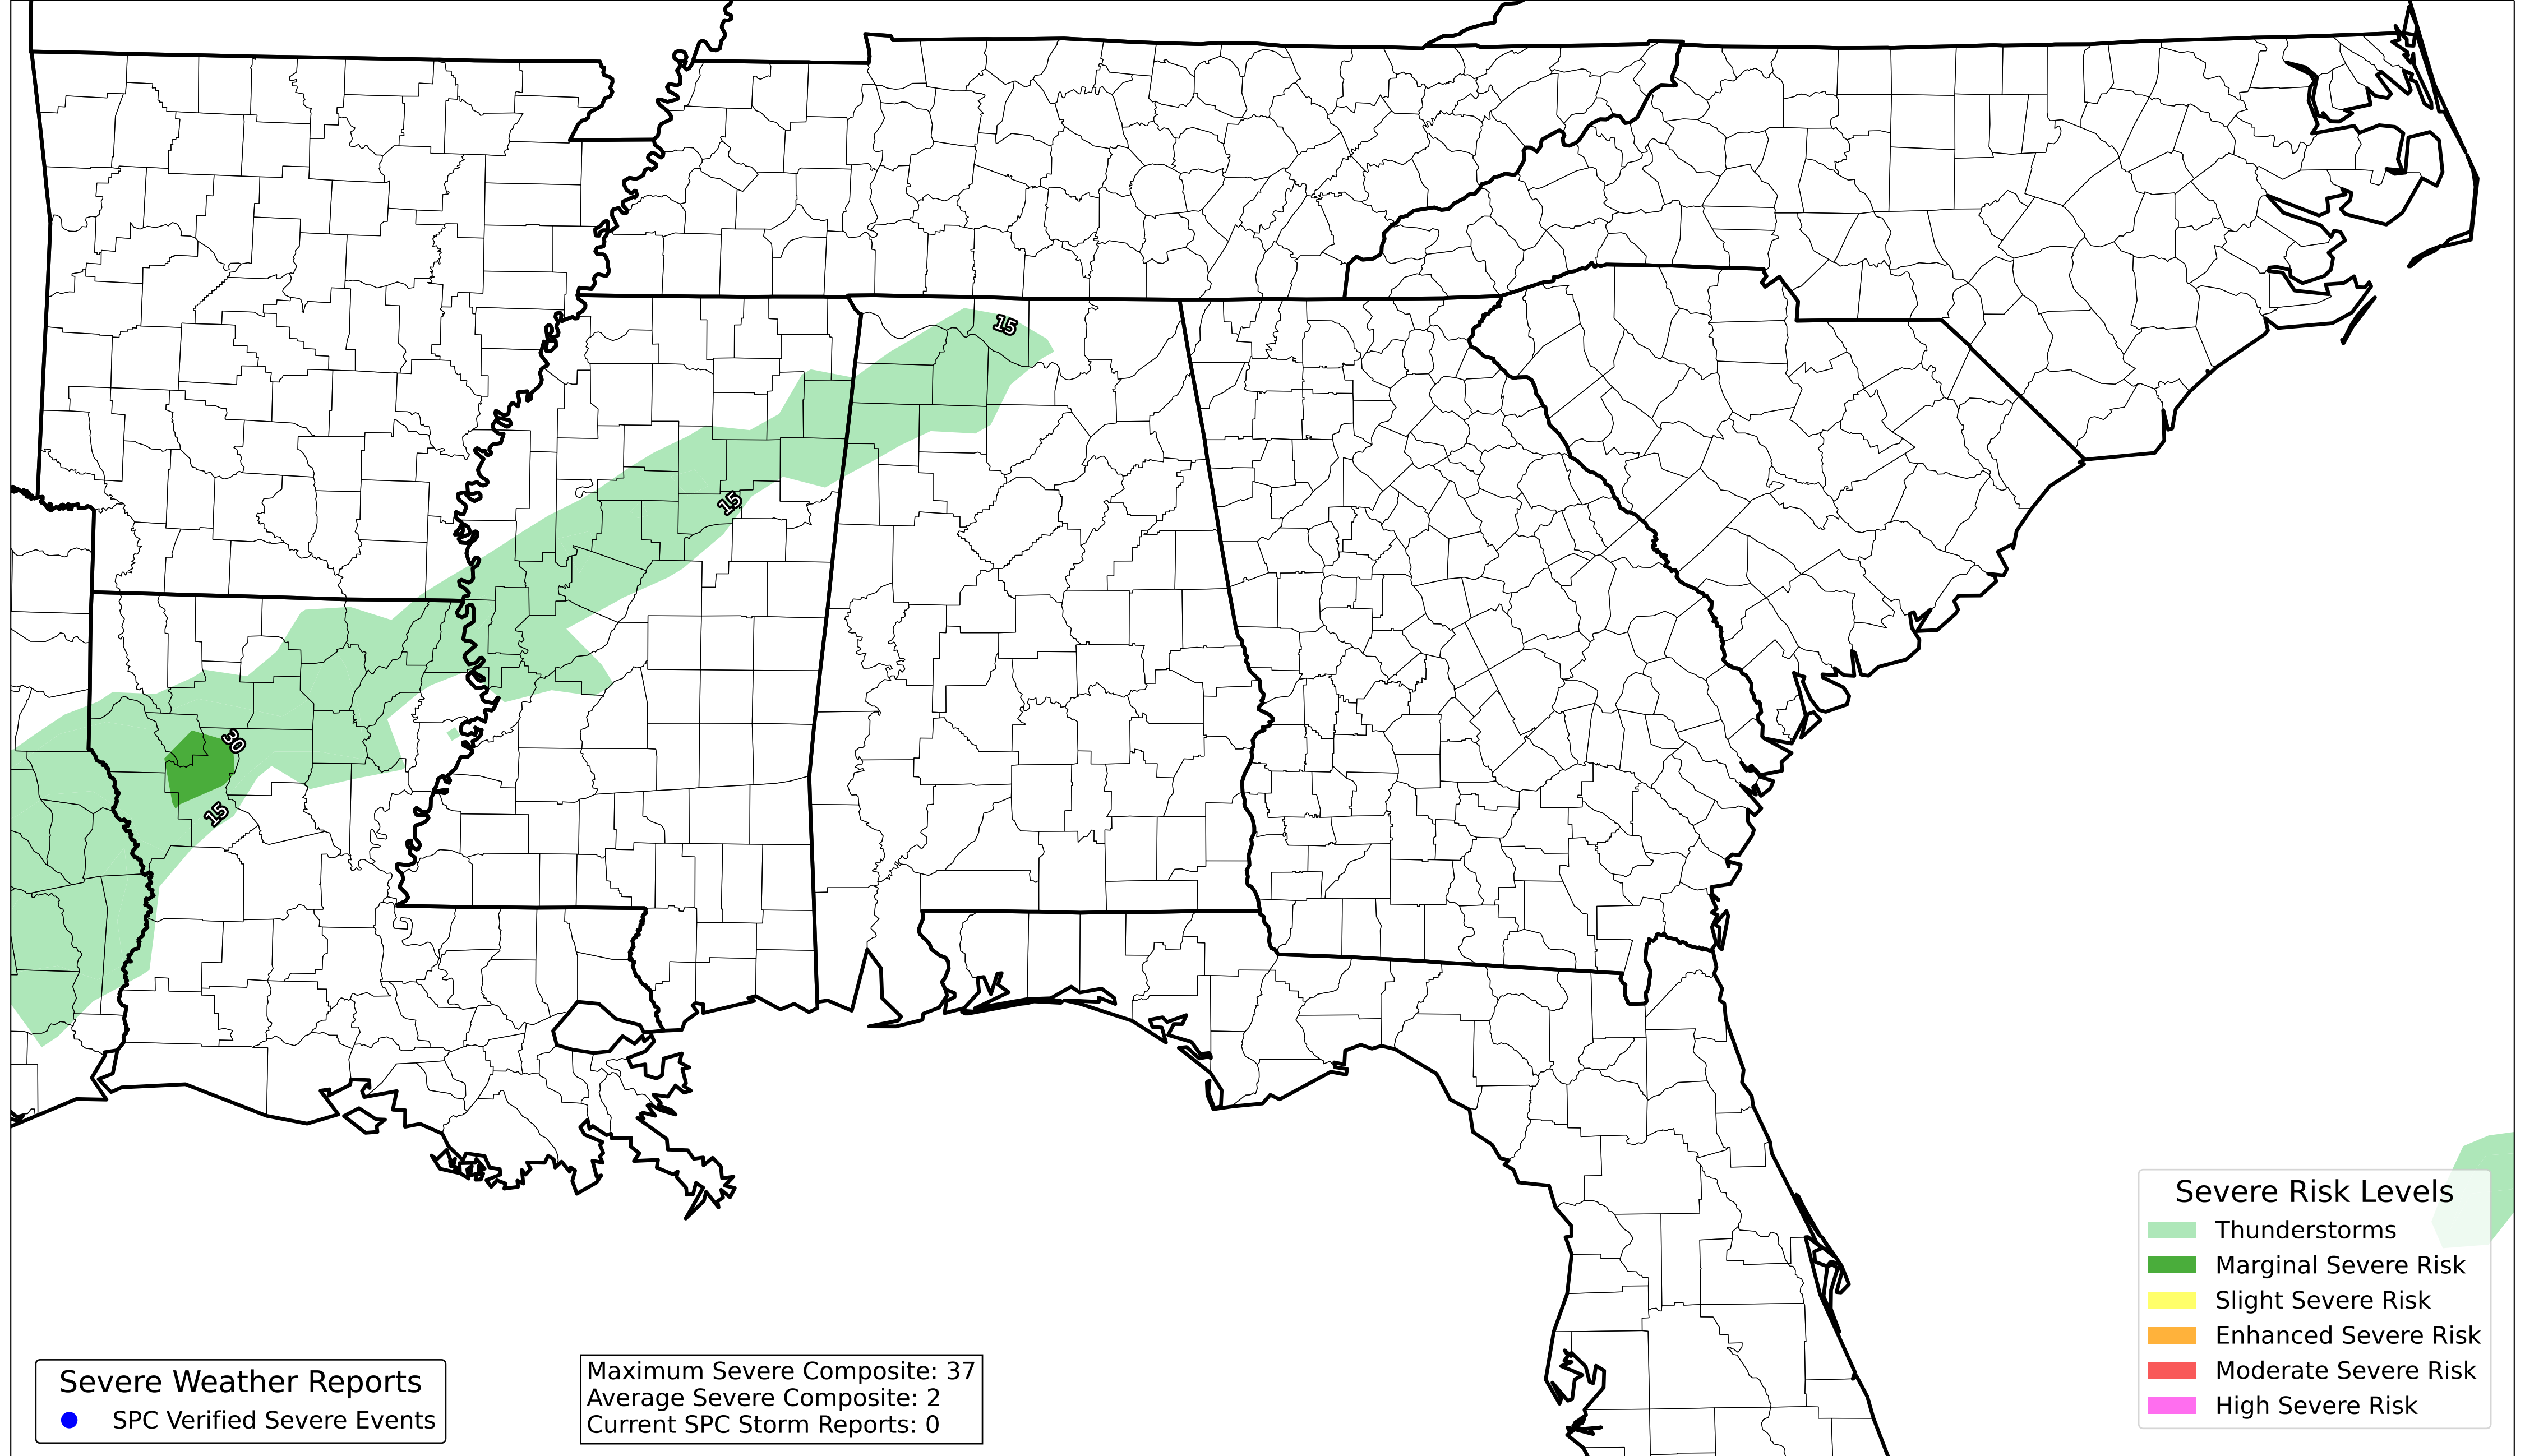 15
15
30
15
Severe Risk Levels
Thunderstorms
Marginal Severe Risk
Slight Severe Risk
Enhanced Severe Risk
Moderate Severe Risk
High Severe Risk
Severe Weather Reports
SPC Verified Severe Events
Maximum Severe Composite: 37
Average Severe Composite: 2
Current SPC Storm Reports: 0